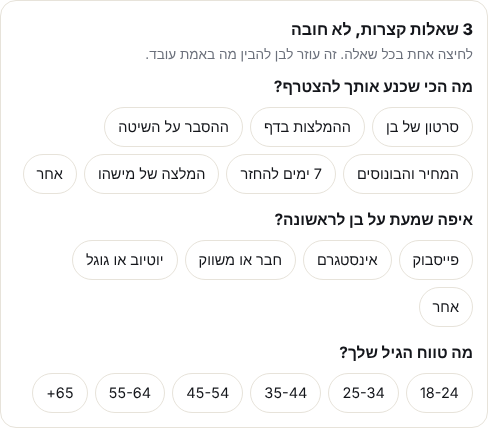 3 שאלות קצרות, לא חובה
לחיצה אחת בכל שאלה. זה עוזר לבן להבין מה באמת עובד.
מה הכי שכנע אותך להצטרף?
סרטון של בן ההמלצות בדף ההסבר על השיטה
המחיר והבונוסים 7 ימים להחזר המלצה של מישהו אחר
איפה שמעת על בן לראשונה?
פייסבוק אינסטגרם חבר או משווק יוטיוב או גוגל
אחר
מה טווח הגיל שלך?
18-24 25-34 35-44 45-54 55-64 65+